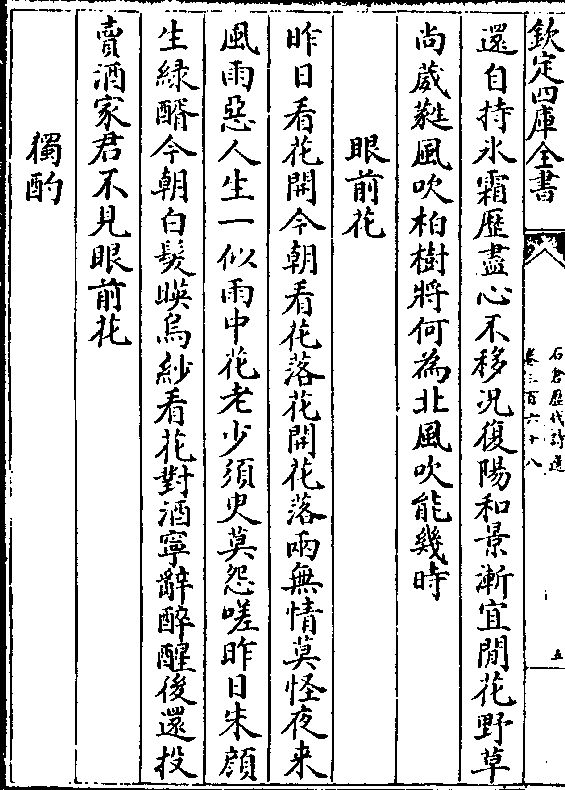 欽定四庫全書
石倉歷代詩選
卷三百六十八
五
還自持氷霜歷盡心不移况復陽和景漸宜閒花野草
尚葳蕤風吹柏樹將何為北風吹能幾時
眼前花
昨日看花開今朝看花落花開花落兩無情莫怪夜来
風雨惡人生一似雨中花老少須臾莫怨嗟昨日朱顔
生緑醑今朝白髮暎烏紗看花對酒寧辭醉醒後還投
賣酒家君不見眼前花
獨酌